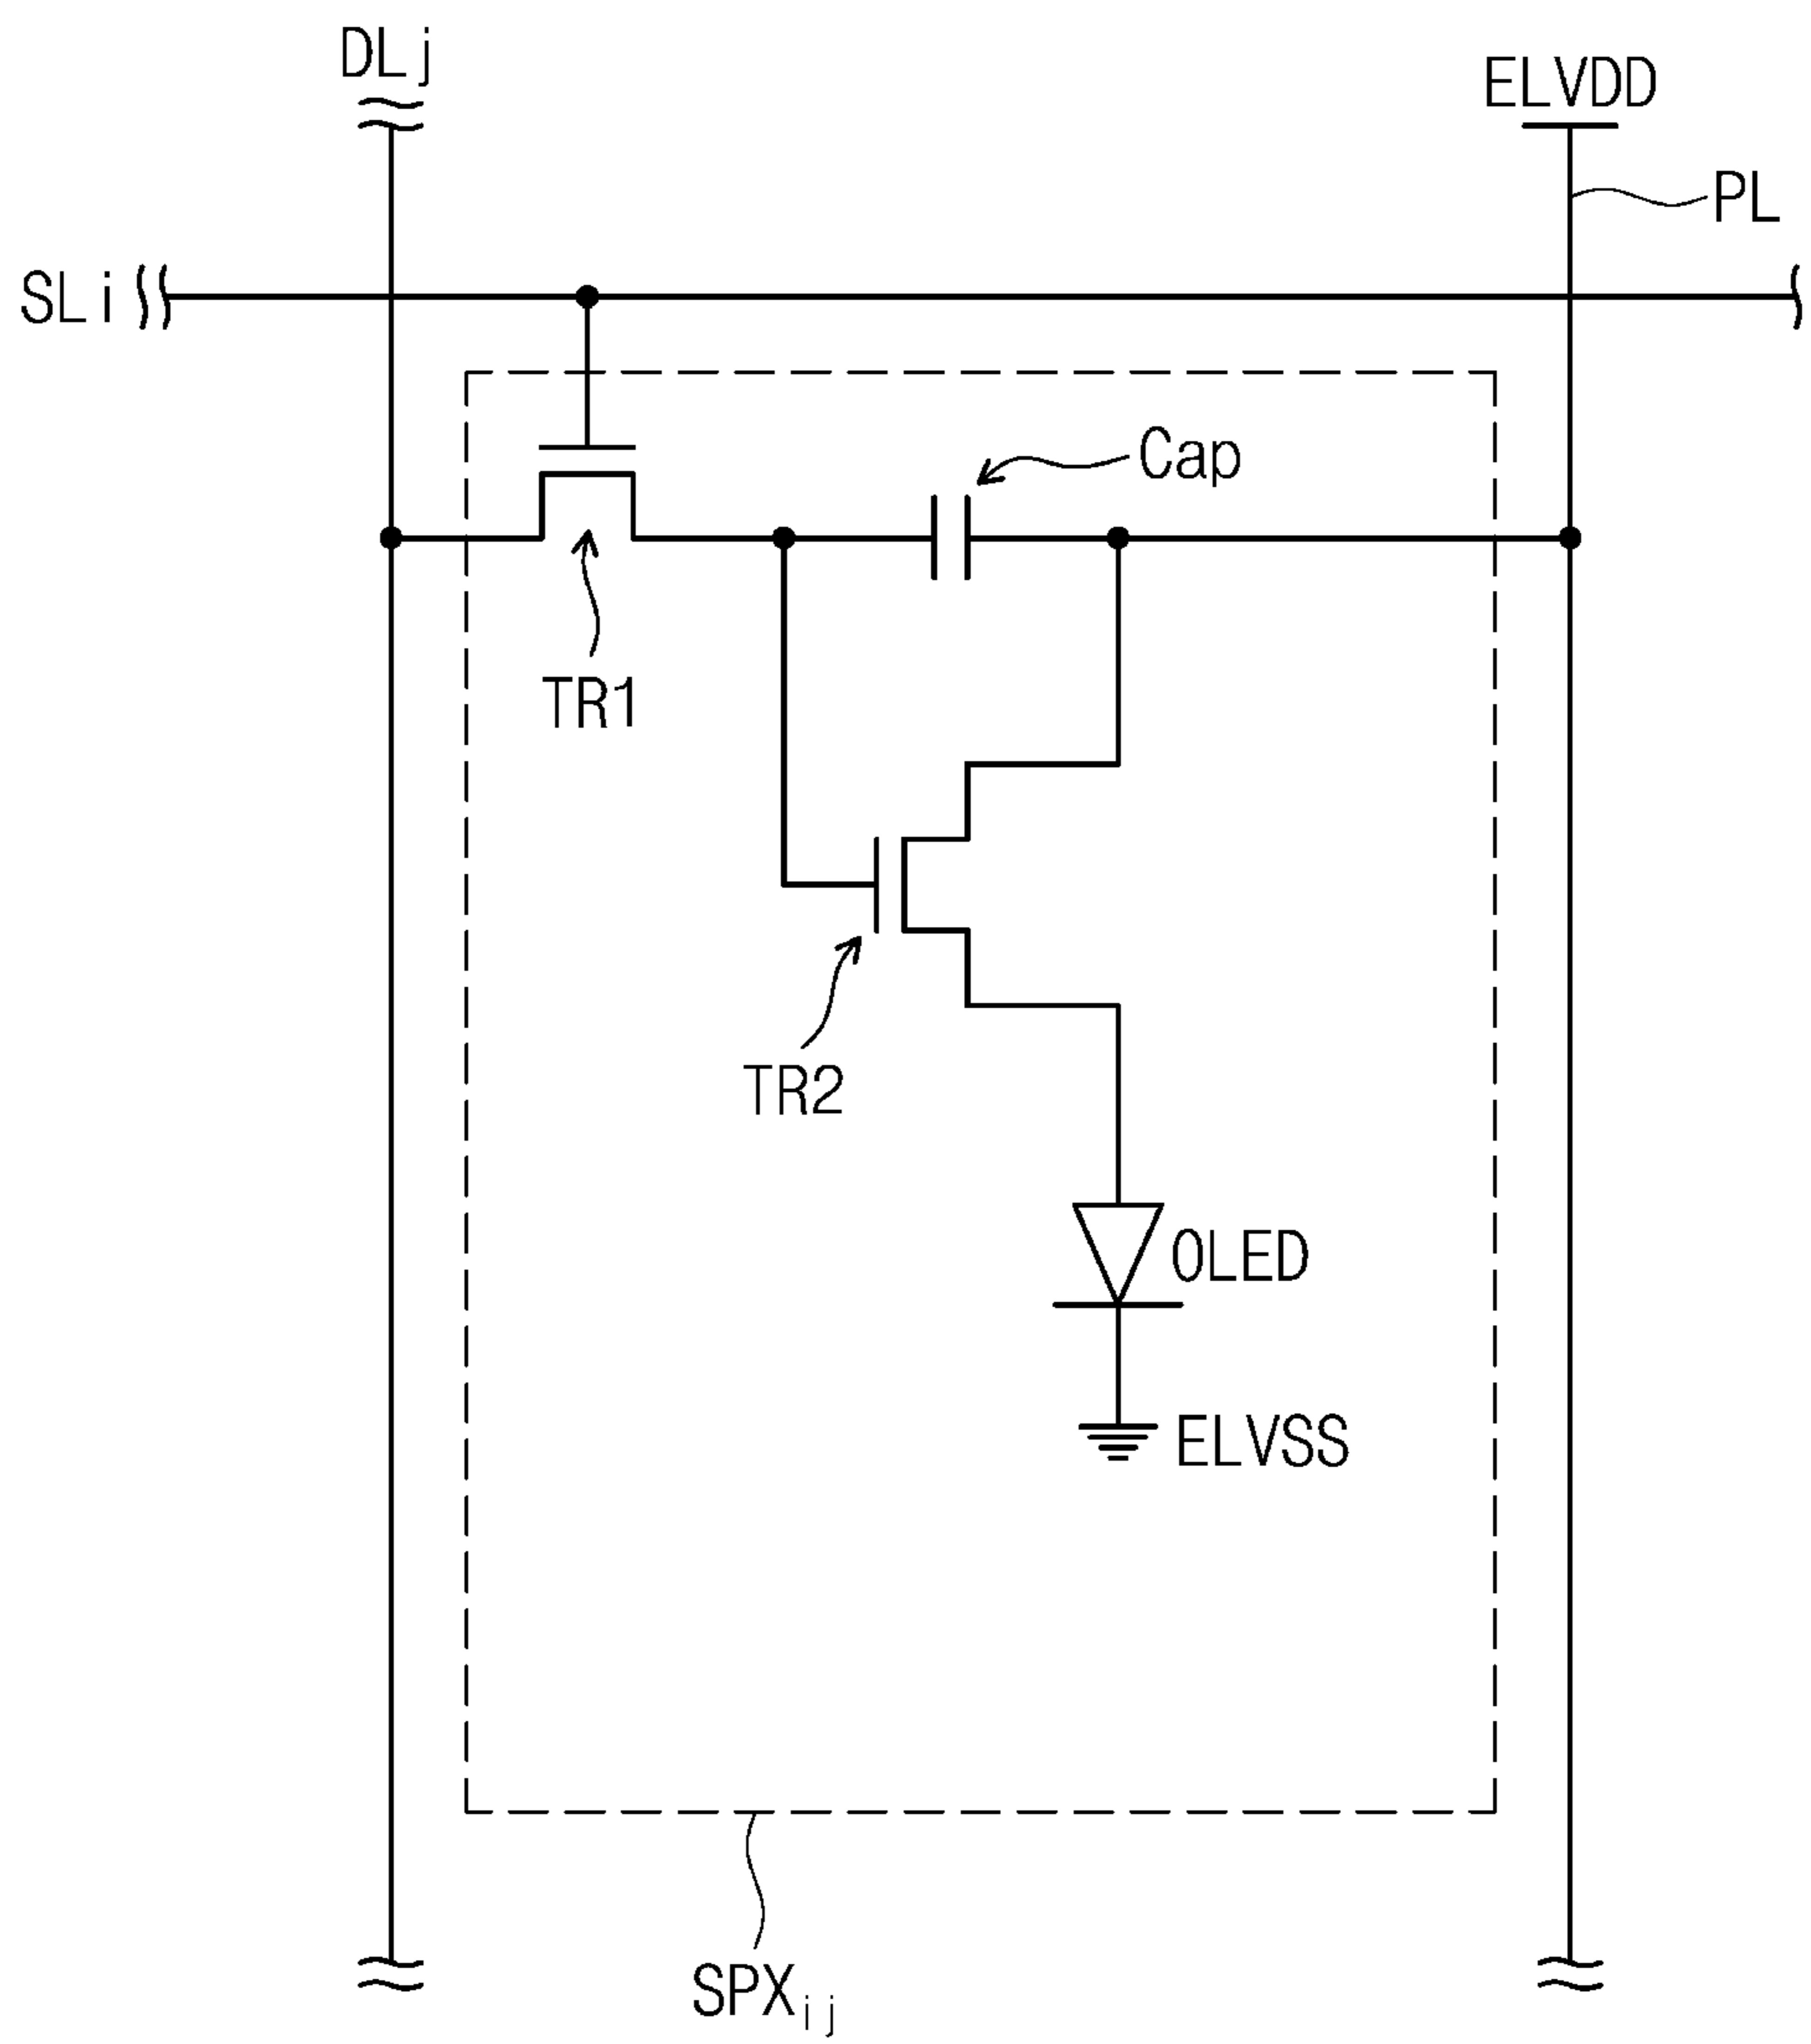 DLj
ELVDD
PL
SLi
Cap
TR1
TR2
OLED
ELVSS
SPXij